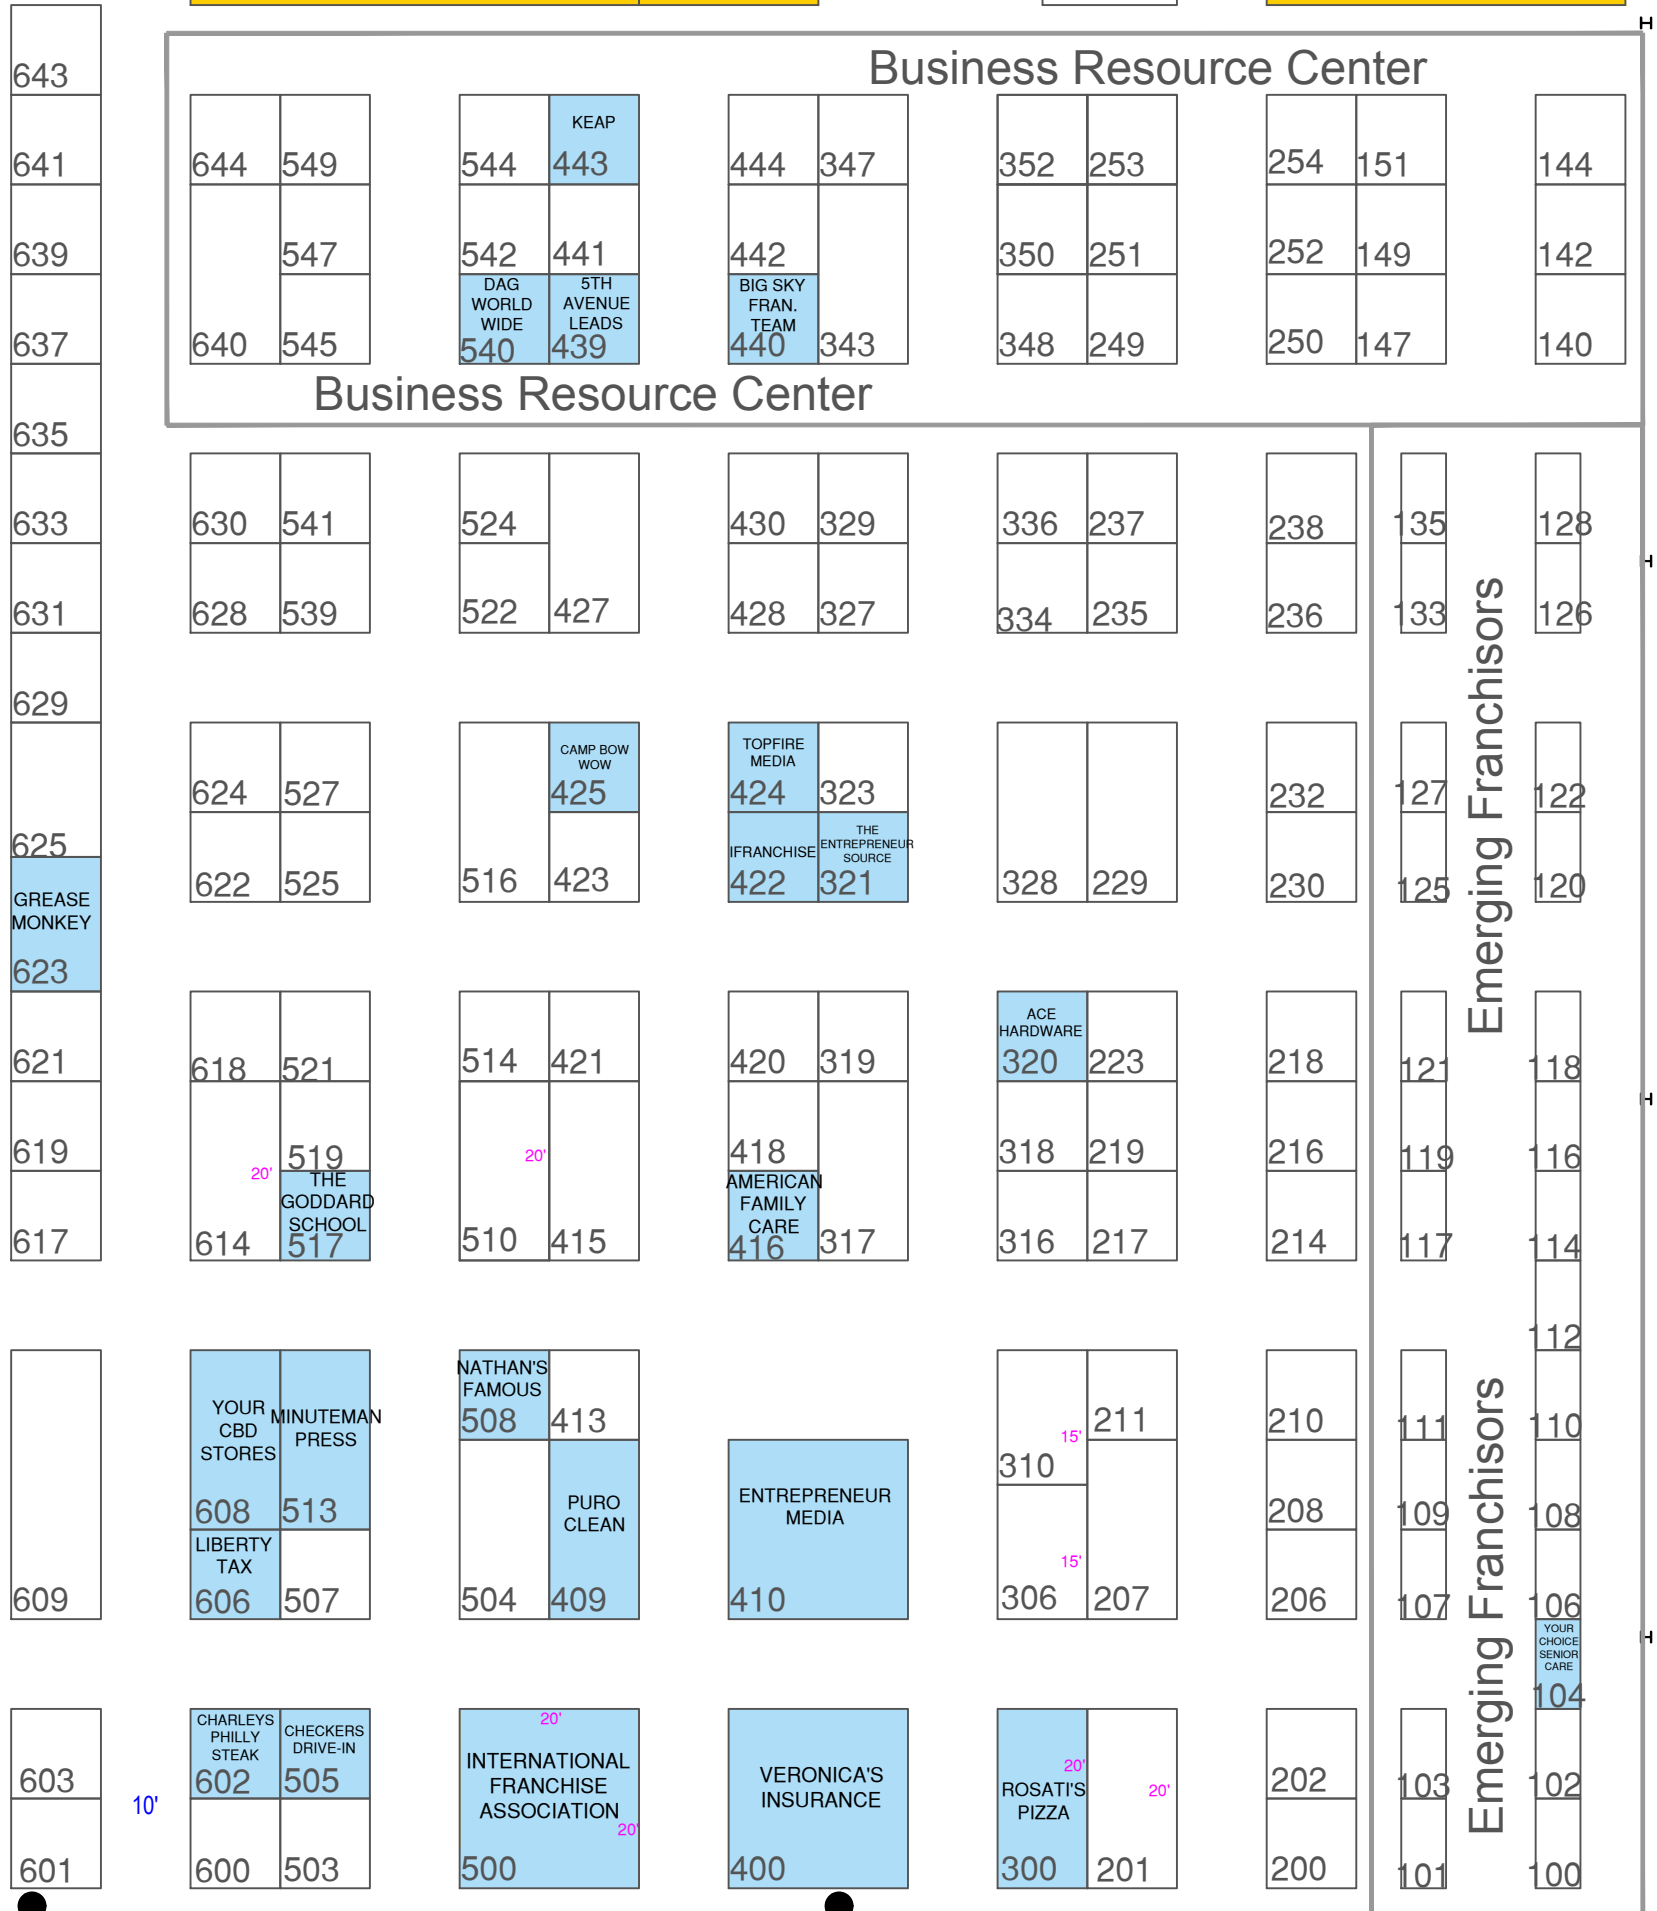 Business Resource Center
643
KEAP
641
644 549 544 443 444 347 352 253 254 151 144
639
547 542 441 442 350 251 252 149 142
DAG
WORLD
WIDE
540
5TH
AVENUE
LEADS
439
BIG SKY
FRAN.
TEAM
440
637
640 545 343 348 249 250 147 140
Business Resource Center
635
633
630 541 524 430 329 336 237 238 135 128
631
628 539 522 427 428 327 334 235 236 133 126
Emerging Franchisors
629
CAMP BOW
WOW
425
TOPFIRE
MEDIA
424
624 527 323 232 127 122
625
IFRANCHISE
422
THE
ENTREPRENEUR
SOURCE
321
622 525 516 423 328 229 230 125 120
GREASE
MONKEY
623
ACE
HARDWARE
320
621
618 521 514 421 420 319 223 218 121 118
619
519 20' 20' 418 318 219 216 119 116
THE
GODDARD
SCHOOL
517
AMERICAN
FAMILY
CARE
416
617
614 510 415 317 316 217 214 117 114
112
NATHAN'S
FAMOUS
508
413 211 210 111 110
YOUR
CBD
STORES
608
MINUTEMAN
PRESS
513
15'
310
PURO
CLEAN
409
ENTREPRENEUR
MEDIA
410
208 109 108
LIBERTY
TAX
606
15'
609
507 504 306 207 206 107 106
Emerging Franchisors
YOUR
CHOICE
SENIOR
CARE
104
CHARLEYS
PHILLY
STEAK
602
CHECKERS
DRIVE-IN
505
20'
INTERNATIONAL
FRANCHISE
ASSOCIATION
20'
500
VERONICA'S
INSURANCE
400
20'
ROSATI'S
PIZZA
300
20'
603
202 103 102
10'
601
600 503 201 200 101 100